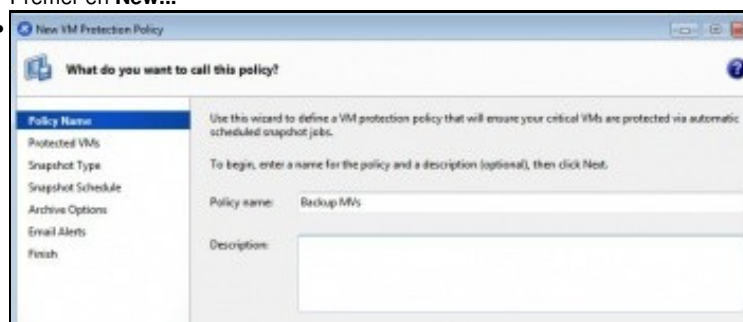 Prémer en New...
New VM Protection Policy
What do you want to call this policy?
Policy Name
Protected VMs
Snapshot Type
Snapshot Schedule
Archive Options
Email Alerts
Finish
Use this wizard to define a VM protection policy that will ensure your critical VMs are protected via automatic
scheduled snapshot jobs.
To begin, enter a name for the policy and a description (optional), then click Next.
Policy name: Backup MVs
Description: